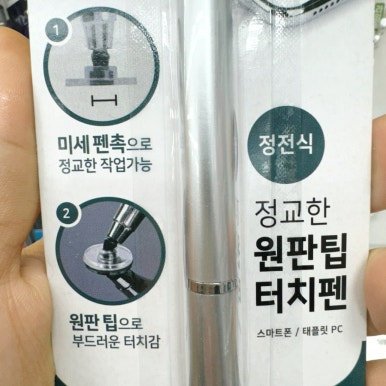 1
미세 펜촉으로
정교한 작업가능
2
원판 팁으로
부드러운 터치감
정전식
정교한
원판팁
터치펜
스마트폰 / 태플릿 PC